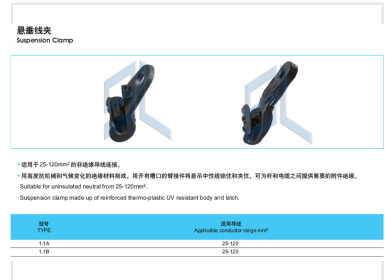 悬垂线夹
Suspension Clamp
· 适用于25-120mm²的非绝缘导线连接。
· 用高度抗机械和气候变化的绝缘材料制成，用开有槽口的臂接件将悬吊中性线锁住和夹住，可为杆和电缆之间提供重要的附件绝缘。
· Suitable for uninsulated neutral from 25-120mm².
· Suspension clamp made up of reinforced thermo-plastic UV resistant body and latch.
型号 适用导线
TYPE Applicable conductor range mm²
1.1A 25-120
1.1B 25-120